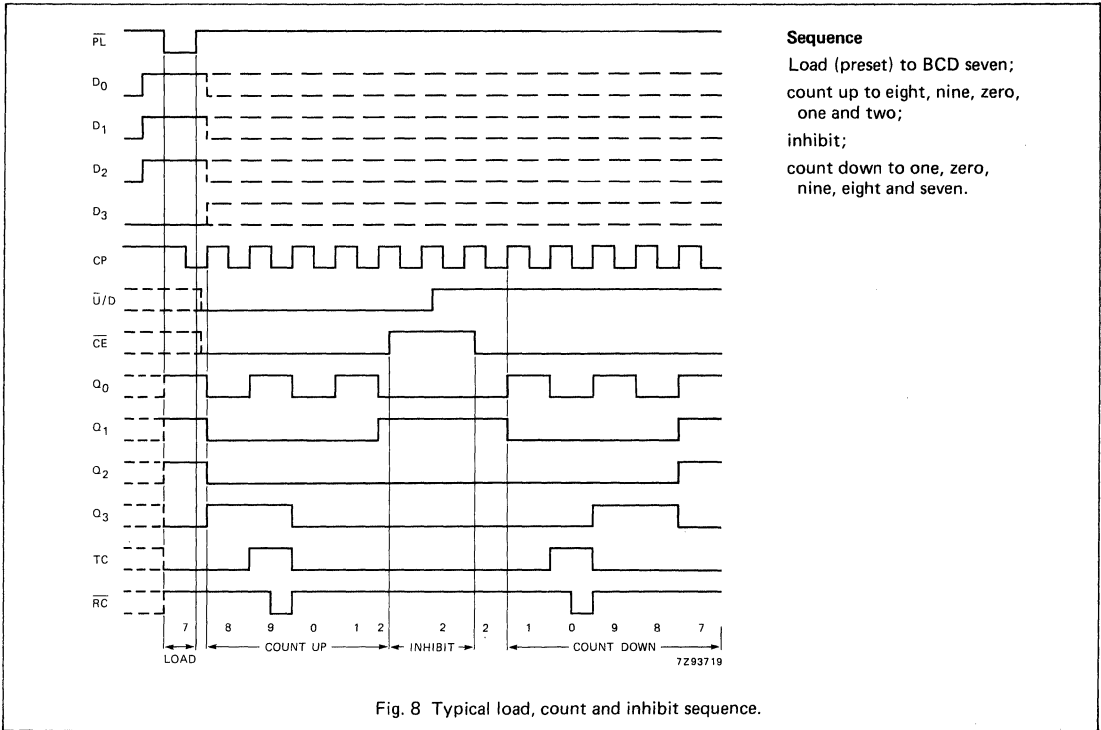 Sequence
Load (preset) to BCD seven;
count up to eight, nine, zero,
one and two;
inhibit;
count down to one, zero,
nine, eight and seven.
P̅L̅
D₀
D₁
D₂
D₃
CP
U̅/D
C̅E̅
Q₀
Q₁
Q₂
Q₃
TC
R̅C̅
7 8 9 0 1 2 2 2 1 0 9 8 7
LOAD COUNT UP INHIBIT COUNT DOWN
7Z93719
Fig. 8 Typical load, count and inhibit sequence.